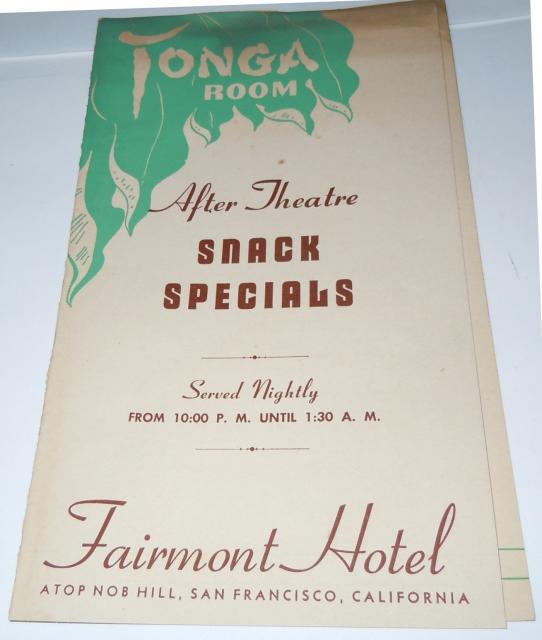 TONGA
ROOM
After Theatre
SNACK
SPECIALS
Served Nightly
FROM 10:00 P. M. UNTIL 1:30 A. M.
Fairmont Hotel
ATOP NOB HILL, SAN FRANCISCO, CALIFORNIA